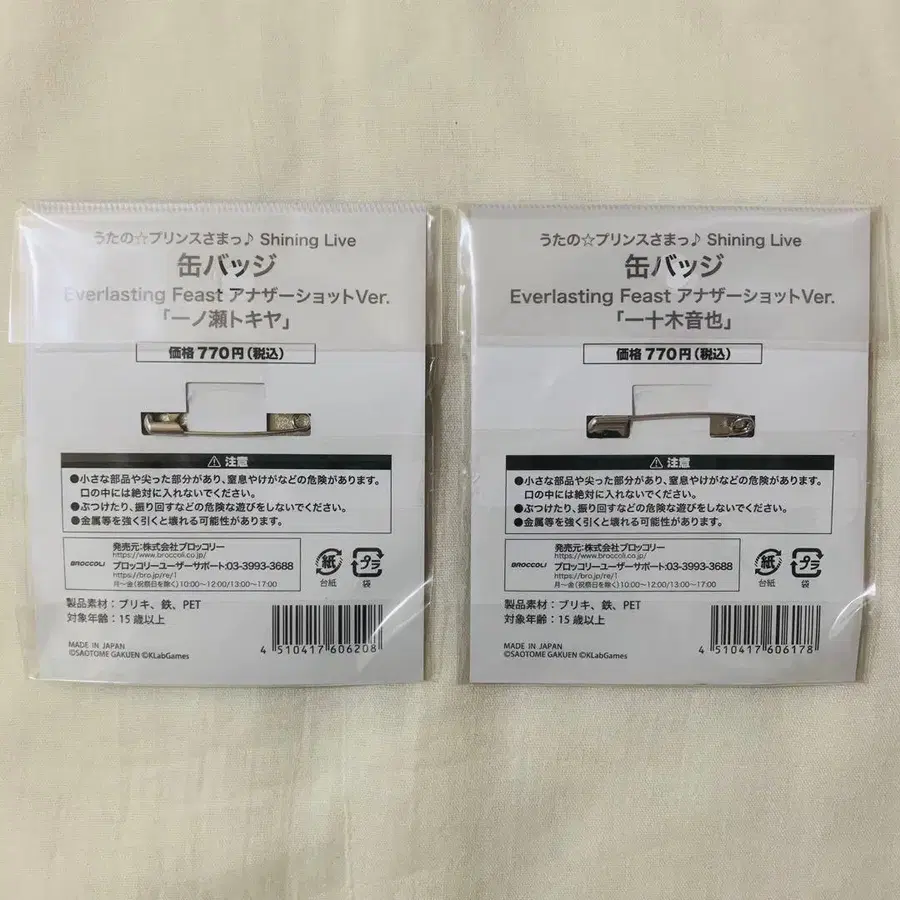 うたの☆プリンスさまっ♪ Shining Live
缶バッジ
Everlasting Feast アナザーショットVer.
「一ノ瀬トキヤ」
価格 770円(税込)
⚠ 注意
●小さな部品や尖った部分があり、窒息やけがなどの危険があります。
口の中には絶対に入れないでください。
●ぶつけたり、振り回すなどの危険な遊びをしないでください。
●金属等を強く引くと壊れる可能性があります。
BROCCOLI
発売元:株式会社ブロッコリー
https://www.broccoli.co.jp/
ブロッコリーユーザーサポート:03-3993-3688
https://bro.jp/re/1
月〜金(祝祭日を除く)10:00〜12:00/13:00〜17:00
紙
台紙
プラ
袋
製品素材:ブリキ、鉄、PET
対象年齢:15歳以上
MADE IN JAPAN
©SAOTOME GAKUEN ©KLabGames
4 510417 606208
うたの☆プリンスさまっ♪ Shining Live
缶バッジ
Everlasting Feast アナザーショットVer.
「一十木音也」
価格 770円(税込)
⚠ 注意
●小さな部品や尖った部分があり、窒息やけがなどの危険があります。
口の中には絶対に入れないでください。
●ぶつけたり、振り回すなどの危険な遊びをしないでください。
●金属等を強く引くと壊れる可能性があります。
BROCCOLI
発売元:株式会社ブロッコリー
https://www.broccoli.co.jp/
ブロッコリーユーザーサポート:03-3993-3688
https://bro.jp/re/1
月〜金(祝祭日を除く)10:00〜12:00/13:00〜17:00
紙
台紙
プラ
袋
製品素材:ブリキ、鉄、PET
対象年齢:15歳以上
MADE IN JAPAN
©SAOTOME GAKUEN ©KLabGames
4 510417 606178